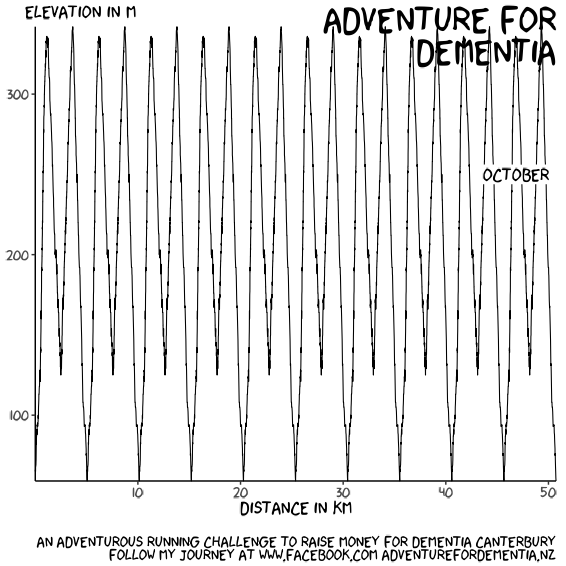 ELEVATION IN M
ADVENTURE FOR
DEMENTIA
300
OCTOBER
200
100
10 20 30 40 50
DISTANCE IN KM
AN ADVENTUROUS RUNNING CHALLENGE TO RAISE MONEY FOR DEMENTIA CANTERBURY
FOLLOW MY JOURNEY AT WWW.FACEBOOK.COM ADVENTUREFORDEMENTIA.NZ